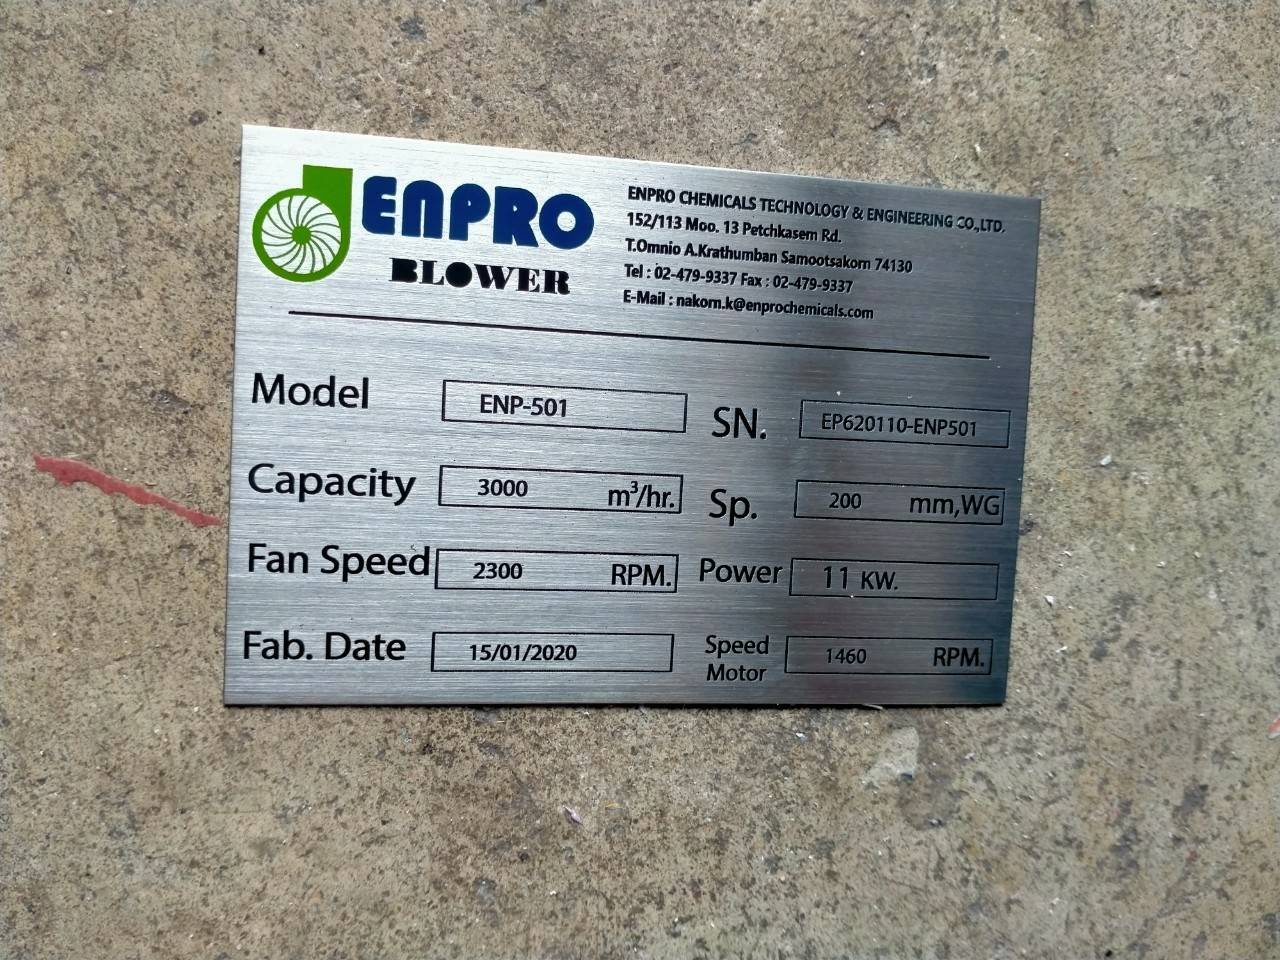 ENPRO
BLOWER
ENPRO CHEMICALS TECHNOLOGY & ENGINEERING CO.,LTD.
152/113 Moo. 13 Petchkasem Rd.
T.Omnio A.Krathumban Samootsakorn 74130
Tel : 02-479-9337 Fax : 02-479-9337
E-Mail : nakorn.k@enprochemicals.com
Model ENP-501 SN. EP620110-ENP501
Capacity 3000 m³/hr. Sp. 200 mm,WG
Fan Speed 2300 RPM. Power 11 KW.
Fab. Date 15/01/2020 Speed Motor 1460 RPM.